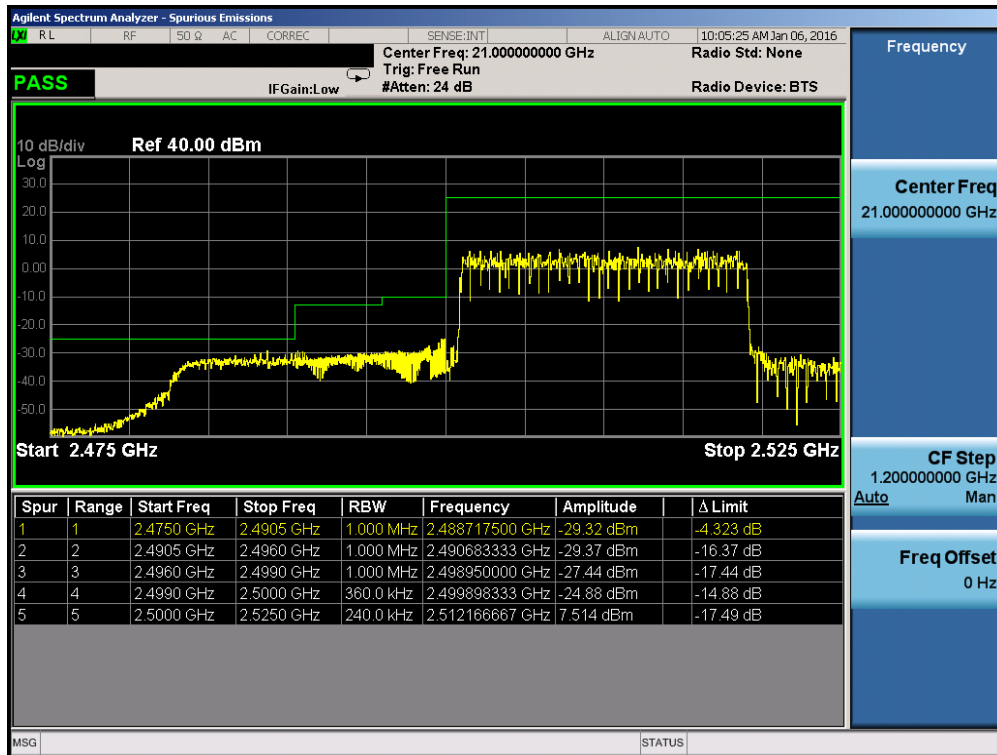 Agilent Spectrum Analyzer - Spurious Emissions
LXI RL RF 50 Ω AC CORREC SENSE:INT ALIGN AUTO 10:05:25 AM Jan 06, 2016
Center Freq: 21.000000000 GHz Radio Std: None
Trig: Free Run
PASS IFGain:Low #Atten: 24 dB Radio Device: BTS
10 dB/div Ref 40.00 dBm
Log
30.0
20.0
10.0
0.00
-10.0
-20.0
-30.0
-40.0
-50.0
Start 2.475 GHz Stop 2.525 GHz
Spur Range Start Freq Stop Freq RBW Frequency Amplitude Δ Limit
1 1 2.4750 GHz 2.4905 GHz 1.000 MHz 2.488717500 GHz -29.32 dBm -4.323 dB
2 2 2.4905 GHz 2.4960 GHz 1.000 MHz 2.490683333 GHz -29.37 dBm -16.37 dB
3 3 2.4960 GHz 2.4990 GHz 1.000 MHz 2.498950000 GHz -27.44 dBm -17.44 dB
4 4 2.4990 GHz 2.5000 GHz 360.0 kHz 2.499898333 GHz -24.88 dBm -14.88 dB
5 5 2.5000 GHz 2.5250 GHz 240.0 kHz 2.512166667 GHz 7.514 dBm -17.49 dB
MSG STATUS
Frequency
Center Freq
21.000000000 GHz
CF Step
1.200000000 GHz
Auto Man
Freq Offset
0 Hz